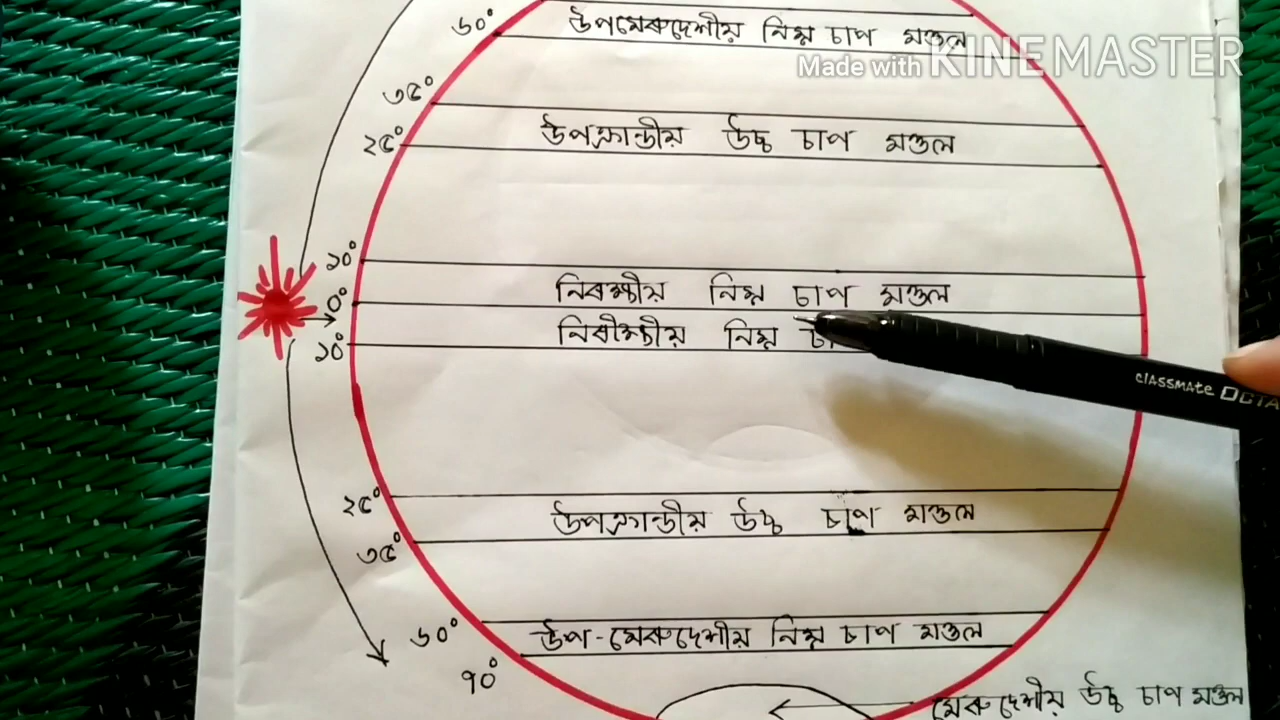 ৬০° উপমেৰুদেশীয় নিম্ন চাপ মণ্ডল
Made with KINEMASTER
৩৫°
২৫° উপক্ৰান্তীয় উচ্চ চাপ মণ্ডল
১০°
০° নিৰক্ষীয় নিম্ন চাপ মণ্ডল
নিৰীক্ষীয় নিম্ন
১০°
CLASSMATE OCTA
২৫° উপক্ৰান্তীয় উচ্চ চাপ মণ্ডল
৩৫°
৬০° উপ-মেৰুদেশীয় নিম্ন চাপ মণ্ডল
৭০°
মেৰুদেশীয় উচ্চ চাপ মণ্ডল